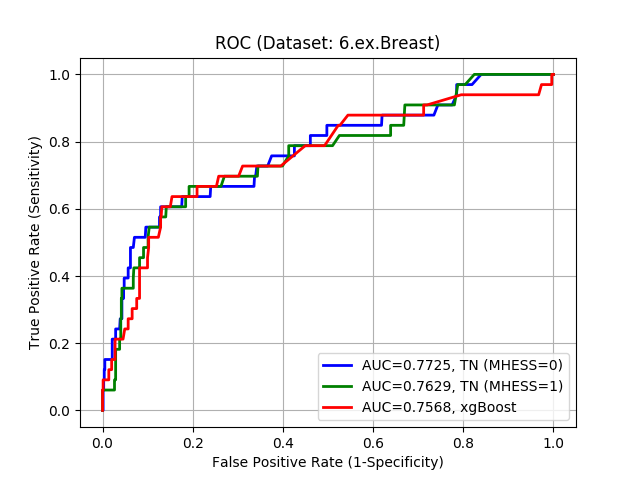 ROC (Dataset: 6.ex.Breast)
True Positive Rate (Sensitivity)
1.0
0.8
0.6
0.4
0.2
0.0
AUC=0.7725, TN (MHESS=0)
AUC=0.7629, TN (MHESS=1)
AUC=0.7568, xgBoost
0.0 0.2 0.4 0.6 0.8 1.0
False Positive Rate (1-Specificity)